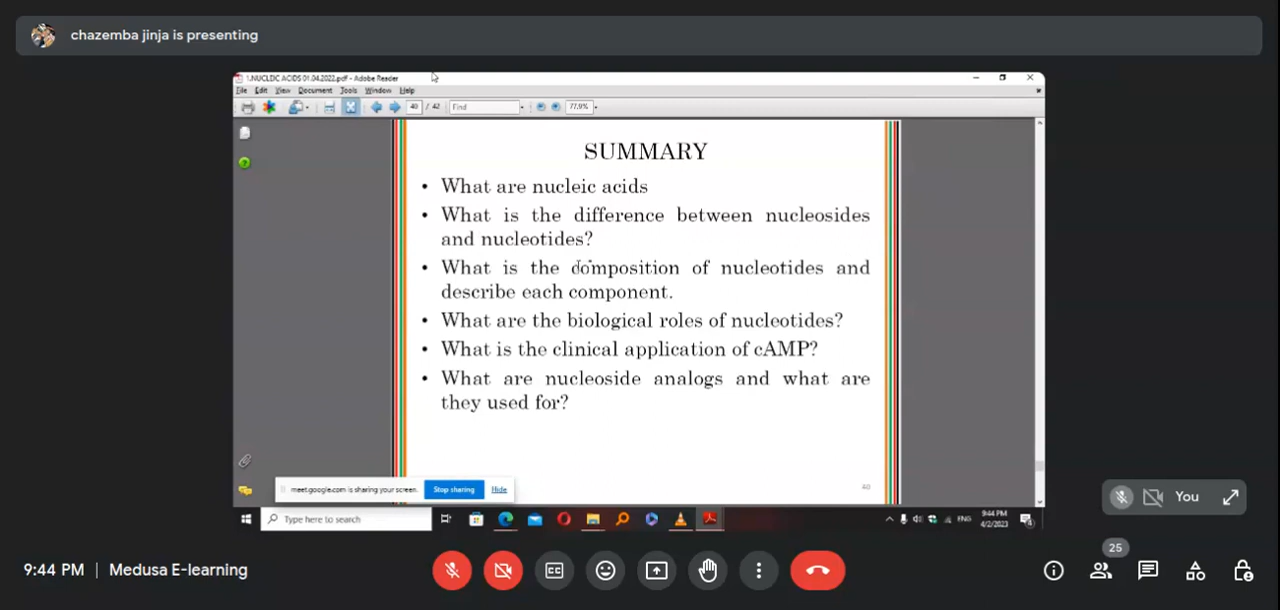 chazemba jinja is presenting
1.NUCLEIC ACIDS 01.04.2022.pdf - Adobe Reader
File Edit View Document Tools Window Help
40 / 42 Find 77.9%
SUMMARY
• What are nucleic acids
• What is the difference between nucleosides
and nucleotides?
• What is the composition of nucleotides and
describe each component.
• What are the biological roles of nucleotides?
• What is the clinical application of cAMP?
• What are nucleoside analogs and what are
they used for?
40
meet.google.com is sharing your screen. Stop sharing Hide
Type here to search
ENG 9:44 PM
4/2/2023
You
25
9:44 PM | Medusa E-learning